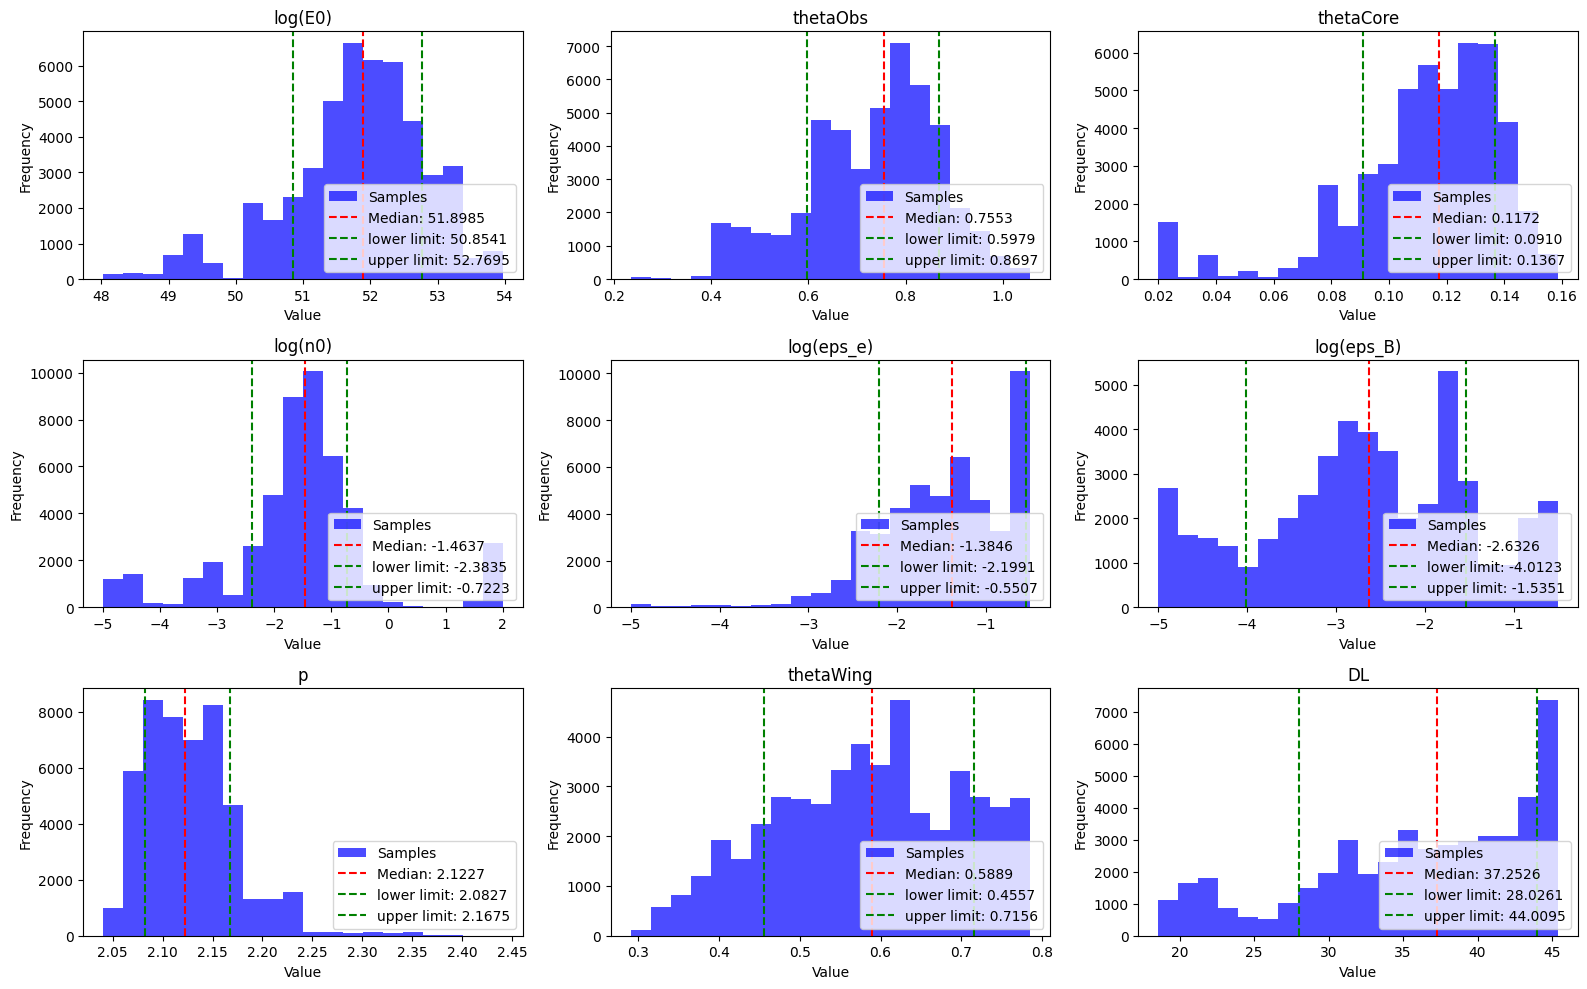 log(E0)
Frequency
6000
5000
4000
3000
2000
1000
0
Samples
Median: 51.8985
lower limit: 50.8541
upper limit: 52.7695
48 49 50 51 52 53 54
Value
thetaObs
Frequency
7000
6000
5000
4000
3000
2000
1000
0
Samples
Median: 0.7553
lower limit: 0.5979
upper limit: 0.8697
0.2 0.4 0.6 0.8 1.0
Value
thetaCore
Frequency
6000
5000
4000
3000
2000
1000
0
Samples
Median: 0.1172
lower limit: 0.0910
upper limit: 0.1367
0.02 0.04 0.06 0.08 0.10 0.12 0.14 0.16
Value
log(n0)
Frequency
10000
8000
6000
4000
2000
0
Samples
Median: -1.4637
lower limit: -2.3835
upper limit: -0.7223
−5 −4 −3 −2 −1 0 1 2
Value
log(eps_e)
Frequency
10000
8000
6000
4000
2000
0
Samples
Median: -1.3846
lower limit: -2.1991
upper limit: -0.5507
−5 −4 −3 −2 −1
Value
log(eps_B)
Frequency
5000
4000
3000
2000
1000
0
Samples
Median: -2.6326
lower limit: -4.0123
upper limit: -1.5351
−5 −4 −3 −2 −1
Value
p
Frequency
8000
6000
4000
2000
0
Samples
Median: 2.1227
lower limit: 2.0827
upper limit: 2.1675
2.05 2.10 2.15 2.20 2.25 2.30 2.35 2.40 2.45
Value
thetaWing
Frequency
4000
3000
2000
1000
0
Samples
Median: 0.5889
lower limit: 0.4557
upper limit: 0.7156
0.3 0.4 0.5 0.6 0.7 0.8
Value
DL
Frequency
7000
6000
5000
4000
3000
2000
1000
0
Samples
Median: 37.2526
lower limit: 28.0261
upper limit: 44.0095
20 25 30 35 40 45
Value